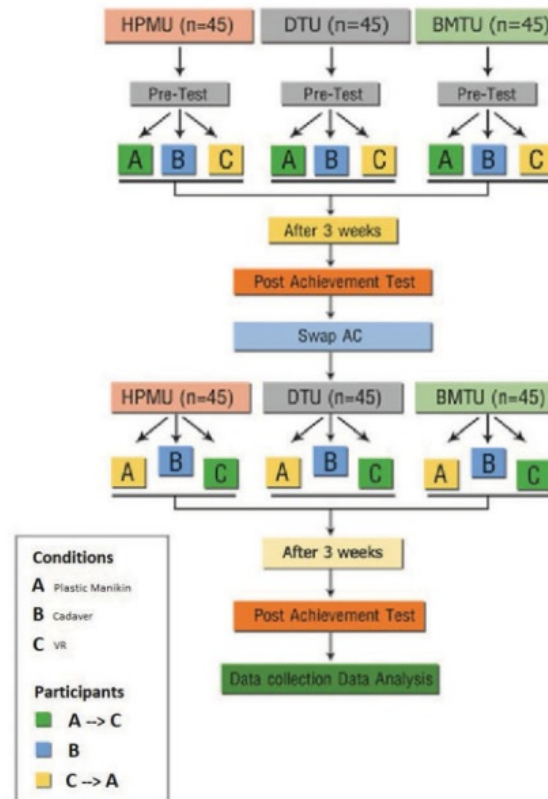 HPMU (n=45) DTU (n=45) BMTU (n=45)
Pre-Test Pre-Test Pre-Test
A B C A B C A B C
After 3 weeks
Post Achievement Test
Swap AC
HPMU (n=45) DTU (n=45) BMTU (n=45)
A B C A B C A B C
After 3 weeks
Post Achievement Test
Data collection Data Analysis
Conditions
A Plastic Manikin
B Cadaver
C VR
Participants
A --> C
B
C --> A